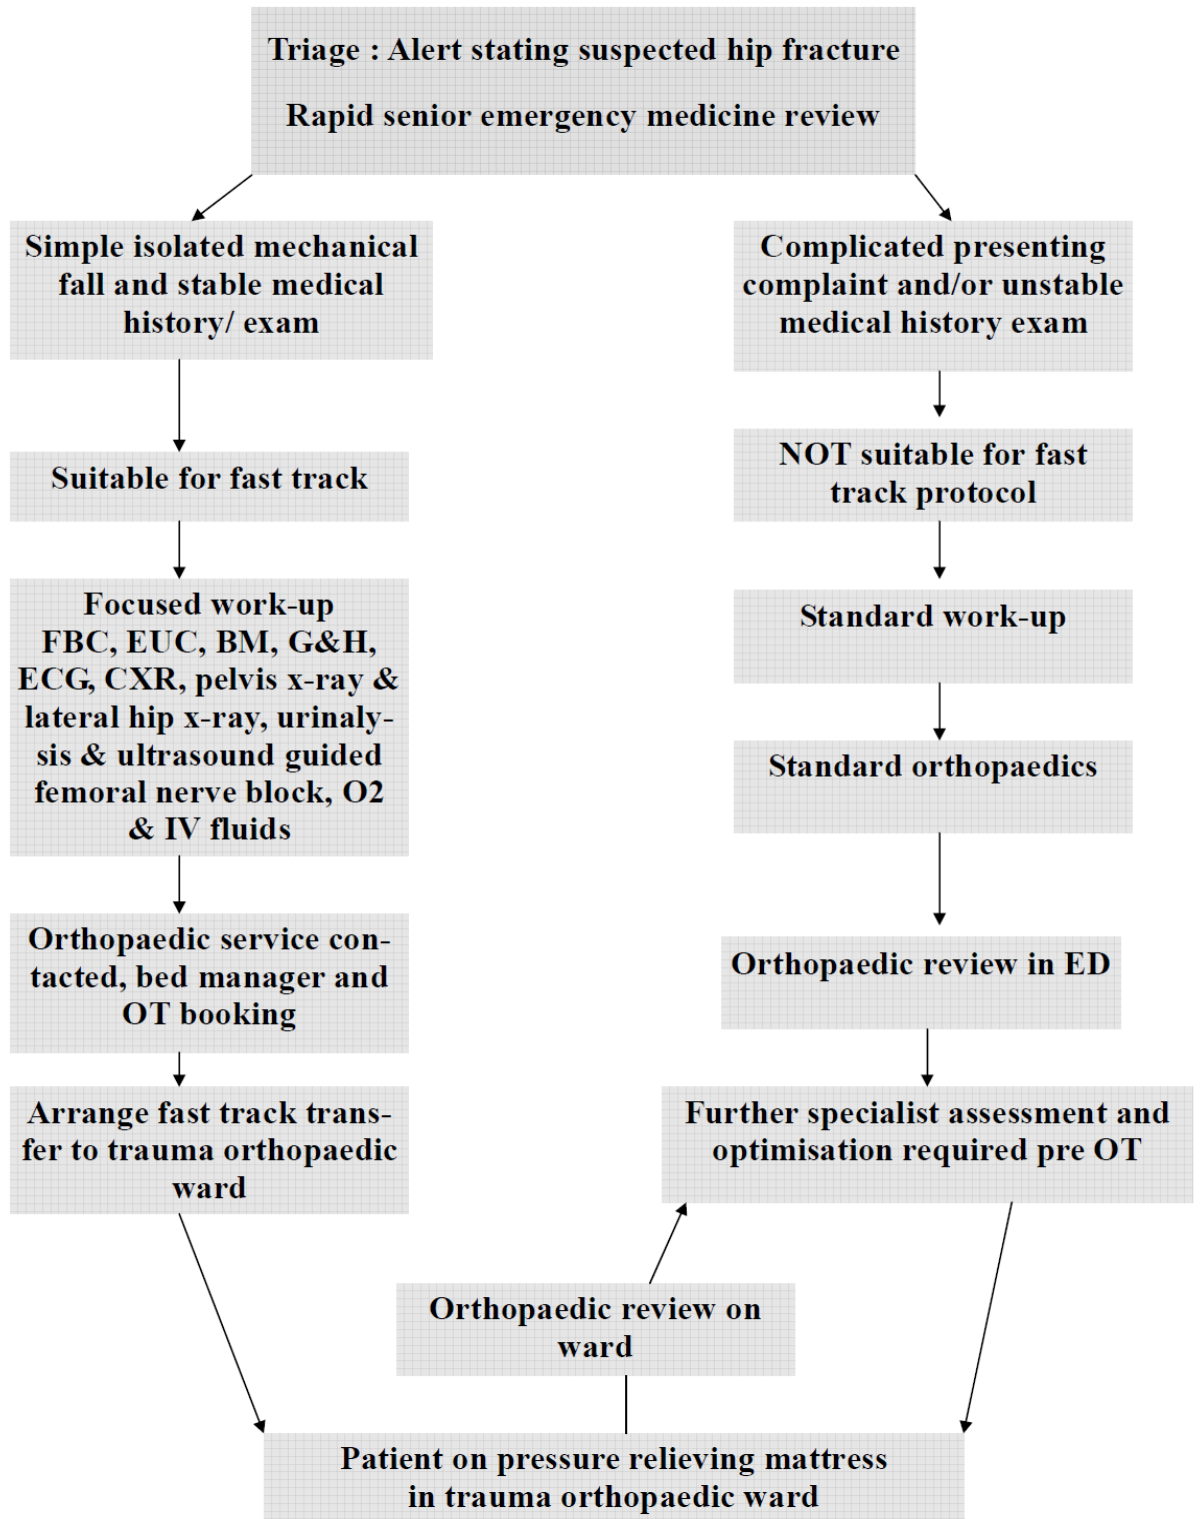 Triage : Alert stating suspected hip fracture
Rapid senior emergency medicine review
Simple isolated mechanical
fall and stable medical
history/ exam
Suitable for fast track
Focused work-up
FBC, EUC, BM, G&H,
ECG, CXR, pelvis x-ray &
lateral hip x-ray, urinaly-
sis & ultrasound guided
femoral nerve block, O2
& IV fluids
Orthopaedic service con-
tacted, bed manager and
OT booking
Arrange fast track trans-
fer to trauma orthopaedic
ward
Complicated presenting
complaint and/or unstable
medical history exam
NOT suitable for fast
track protocol
Standard work-up
Standard orthopaedics
Orthopaedic review in ED
Further specialist assessment and
optimisation required pre OT
Orthopaedic review on
ward
Patient on pressure relieving mattress
in trauma orthopaedic ward